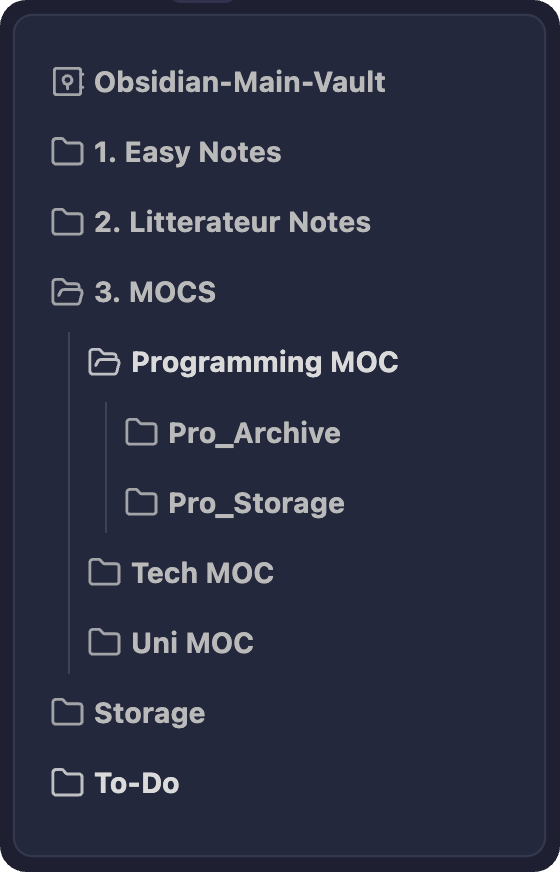 Obsidian-Main-Vault
1. Easy Notes
2. Litterateur Notes
3. MOCS
Programming MOC
Pro_Archive
Pro_Storage
Tech MOC
Uni MOC
Storage
To-Do